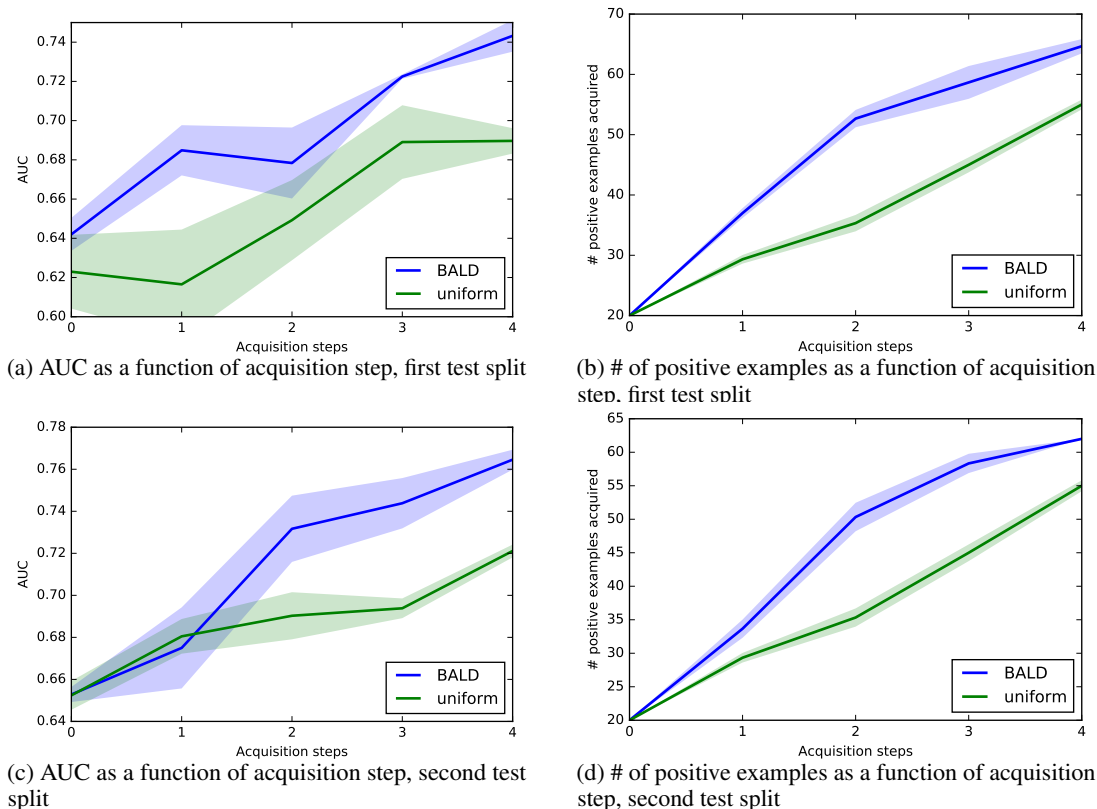 0.74
0.72
0.70
0.68
0.66
0.64
0.62
0.60
AUC
0 1 2 3 4
Acquisition steps
BALD
uniform
(a) AUC as a function of acquisition step, first test split
70
60
50
40
30
20
# positive examples acquired
0 1 2 3 4
Acquisition steps
BALD
uniform
(b) # of positive examples as a function of acquisition
step, first test split
0.78
0.76
0.74
0.72
0.70
0.68
0.66
0.64
AUC
0 1 2 3 4
Acquisition steps
BALD
uniform
(c) AUC as a function of acquisition step, second test
split
65
60
55
50
45
40
35
30
25
20
# positive examples acquired
0 1 2 3 4
Acquisition steps
BALD
uniform
(d) # of positive examples as a function of acquisition
step, second test split